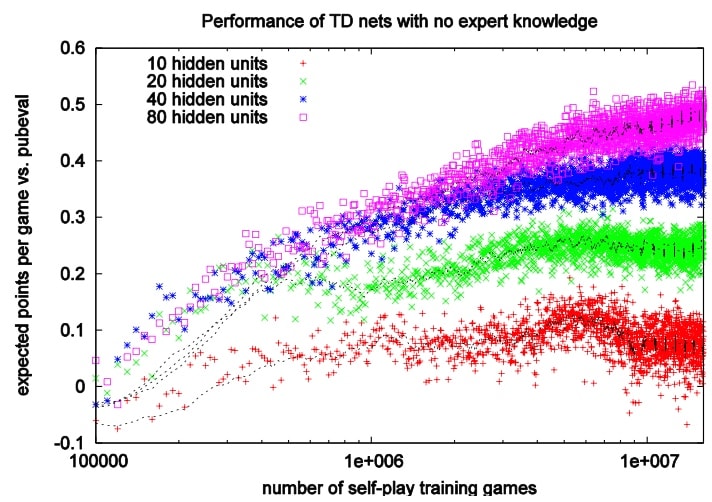 Performance of TD nets with no expert knowledge
0.6
0.5
0.4
0.3
0.2
0.1
0
-0.1
expected points per game vs. pubeval
10 hidden units
20 hidden units
40 hidden units
80 hidden units
100000
1e+006
1e+007
number of self-play training games